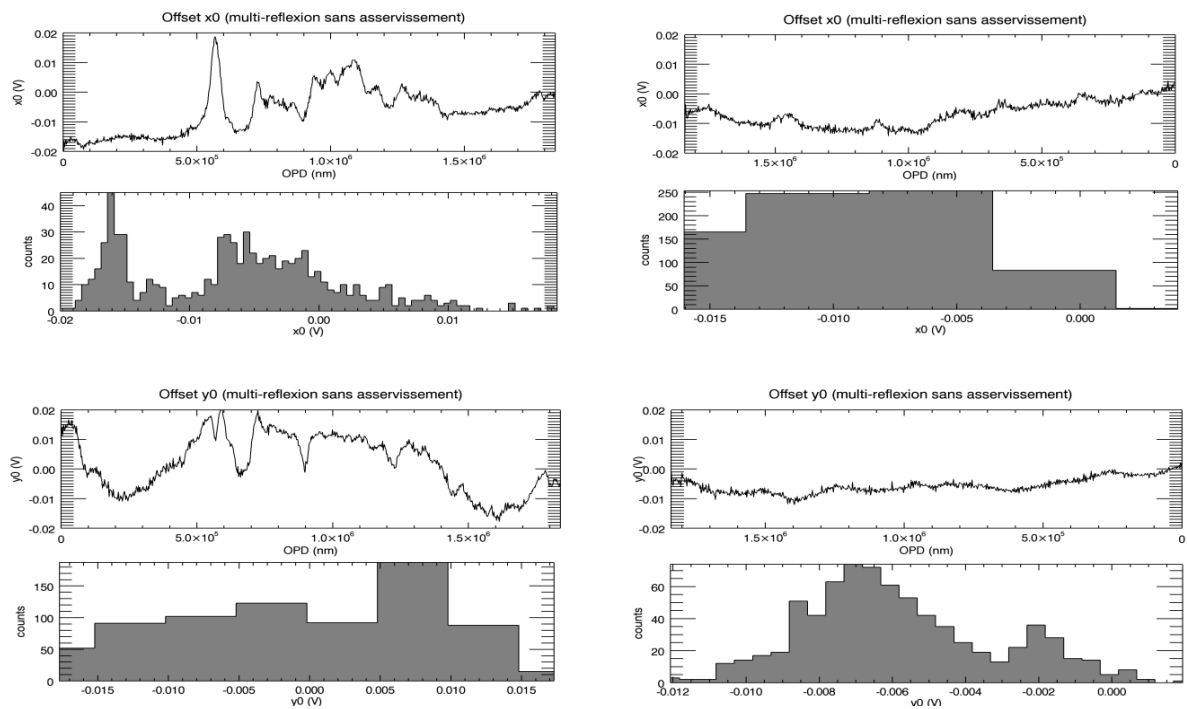 Offset x0 (multi-reflexion sans asservissement)
0.02
0.01
0.00
-0.01
-0.02
x0 (V)
0 5.0×10⁵ 1.0×10⁶ 1.5×10⁶
OPD (nm)
40
30
20
10
0
counts
-0.02 -0.01 0.00 0.01
x0 (V)
Offset x0 (multi-reflexion sans asservissement)
0.02
0.01
0.00
-0.01
-0.02
x0 (V)
1.5×10⁶ 1.0×10⁶ 5.0×10⁵ 0
OPD (nm)
250
200
150
100
50
0
counts
-0.015 -0.010 -0.005 0.000
x0 (V)
Offset y0 (multi-reflexion sans asservissement)
0.02
0.01
0.00
-0.01
-0.02
y0 (V)
0 5.0×10⁵ 1.0×10⁶ 1.5×10⁶
OPD (nm)
150
100
50
0
counts
-0.015 -0.010 -0.005 0.000 0.005 0.010 0.015
y0 (V)
Offset y0 (multi-reflexion sans asservissement)
0.02
0.01
0.00
-0.01
-0.02
y0 (V)
1.5×10⁶ 1.0×10⁶ 5.0×10⁵ 0
OPD (nm)
60
40
20
0
counts
-0.012 -0.010 -0.008 -0.006 -0.004 -0.002 0.000
y0 (V)